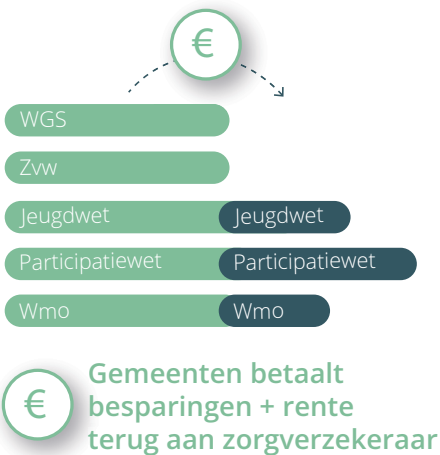 €
WGS
Zvw
Jeugdwet Jeugdwet
Participatiewet Participatiewet
Wmo Wmo
€
Gemeenten betaalt
besparingen + rente
terug aan zorgverzekeraar